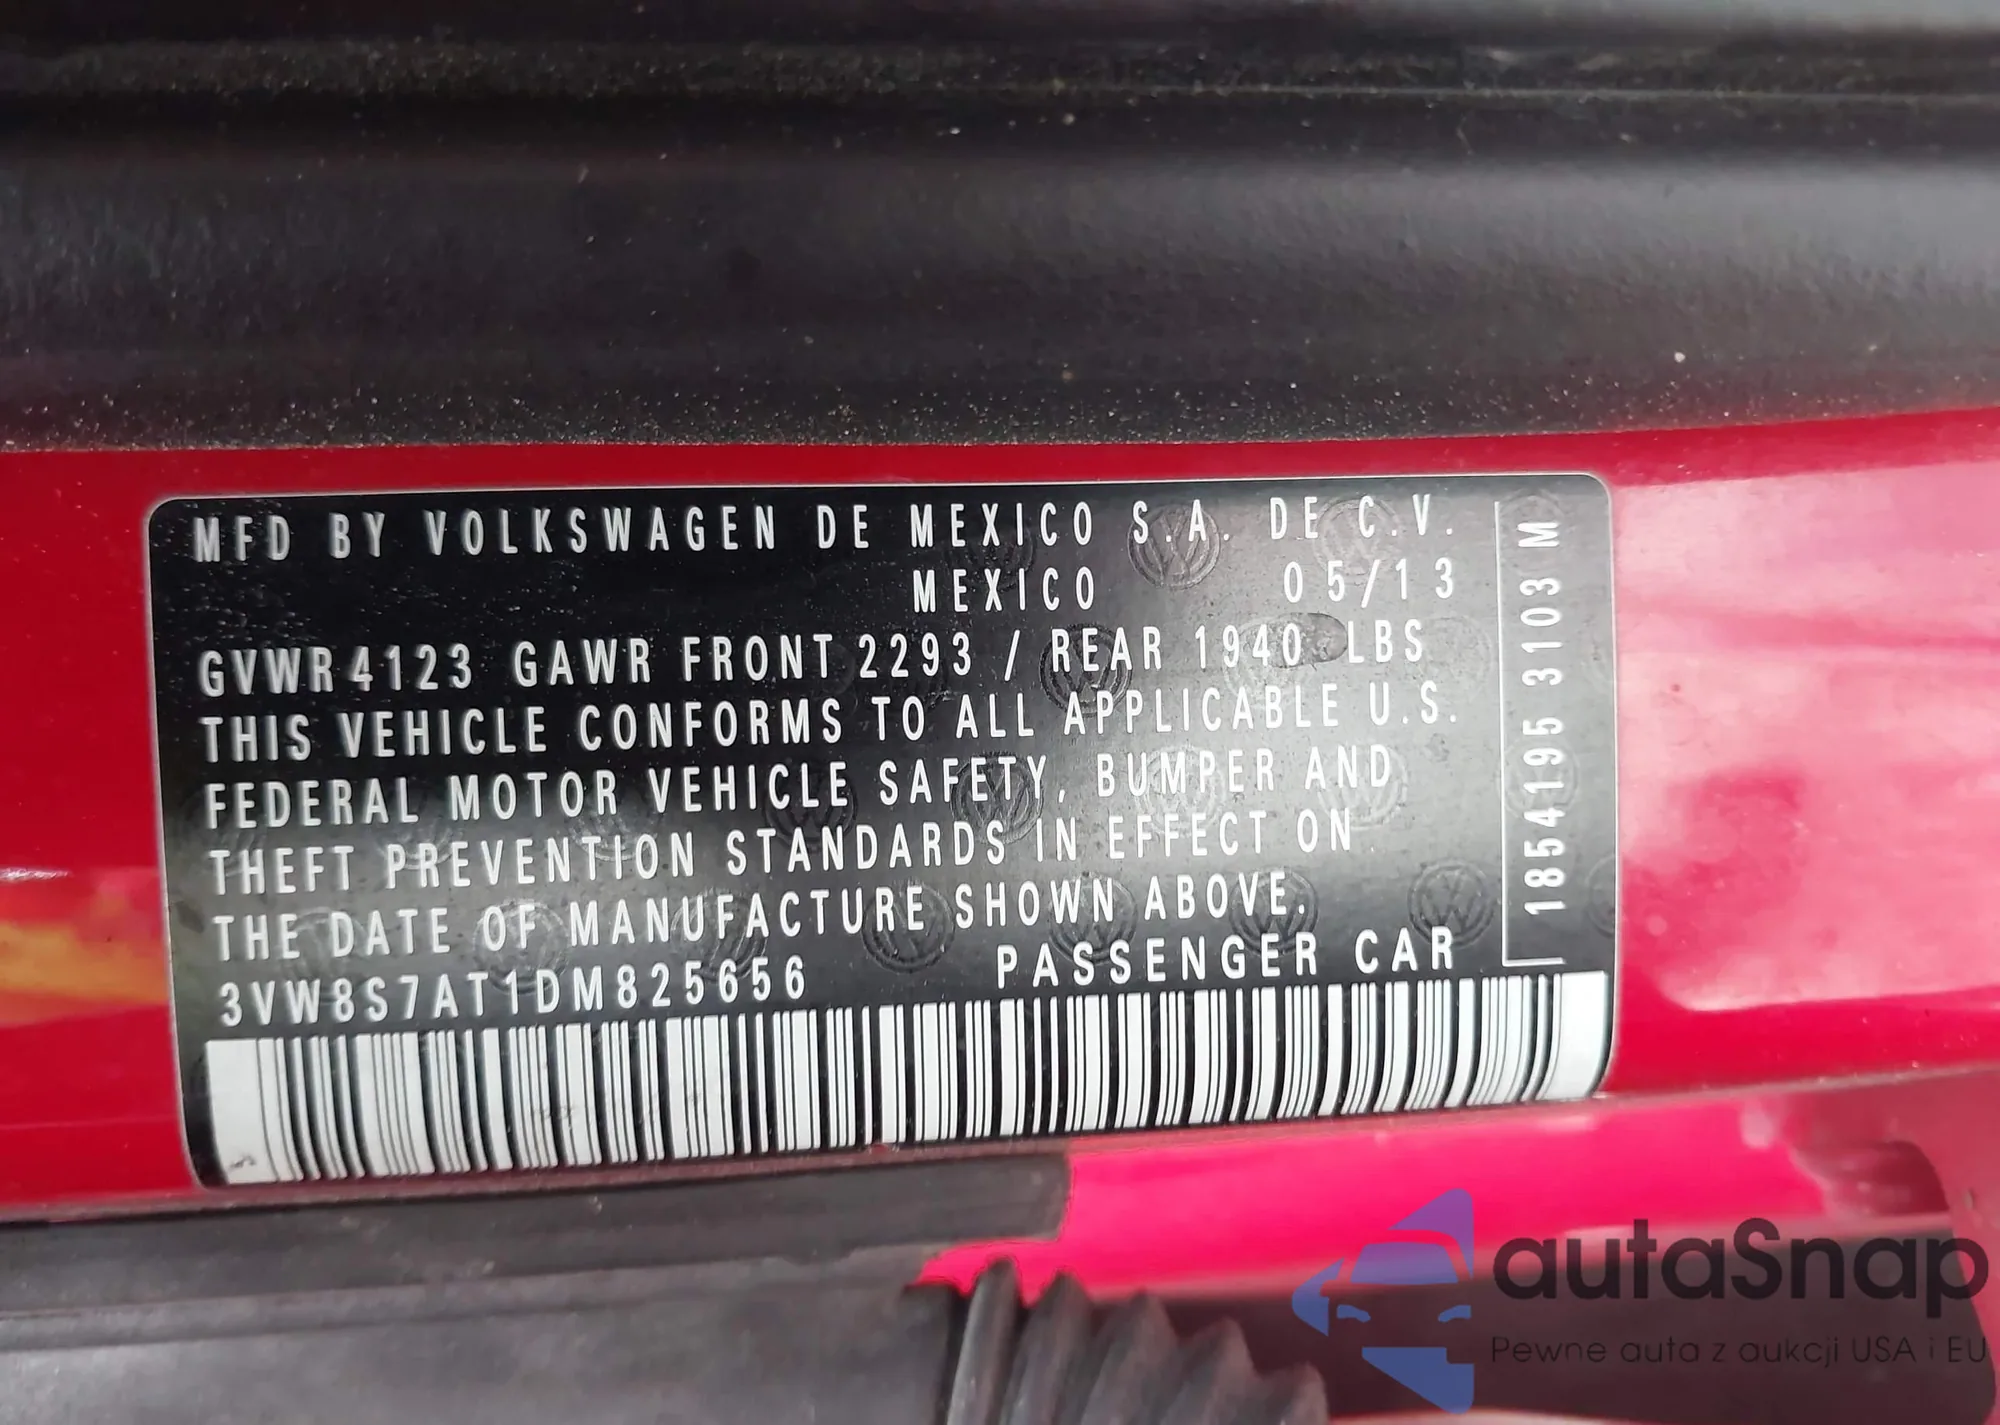 MFD BY VOLKSWAGEN DE MEXICO S.A. DE C.V.
MEXICO 05/13
GVWR 4123 GAWR FRONT 2293 / REAR 1940 LBS
THIS VEHICLE CONFORMS TO ALL APPLICABLE U.S.
FEDERAL MOTOR VEHICLE SAFETY, BUMPER AND
THEFT PREVENTION STANDARDS IN EFFECT ON
THE DATE OF MANUFACTURE SHOWN ABOVE.
3VW8S7AT1DM825656 PASSENGER CAR
1854195 3103 M
autaSnap
Pewne auta z aukcji USA i EU